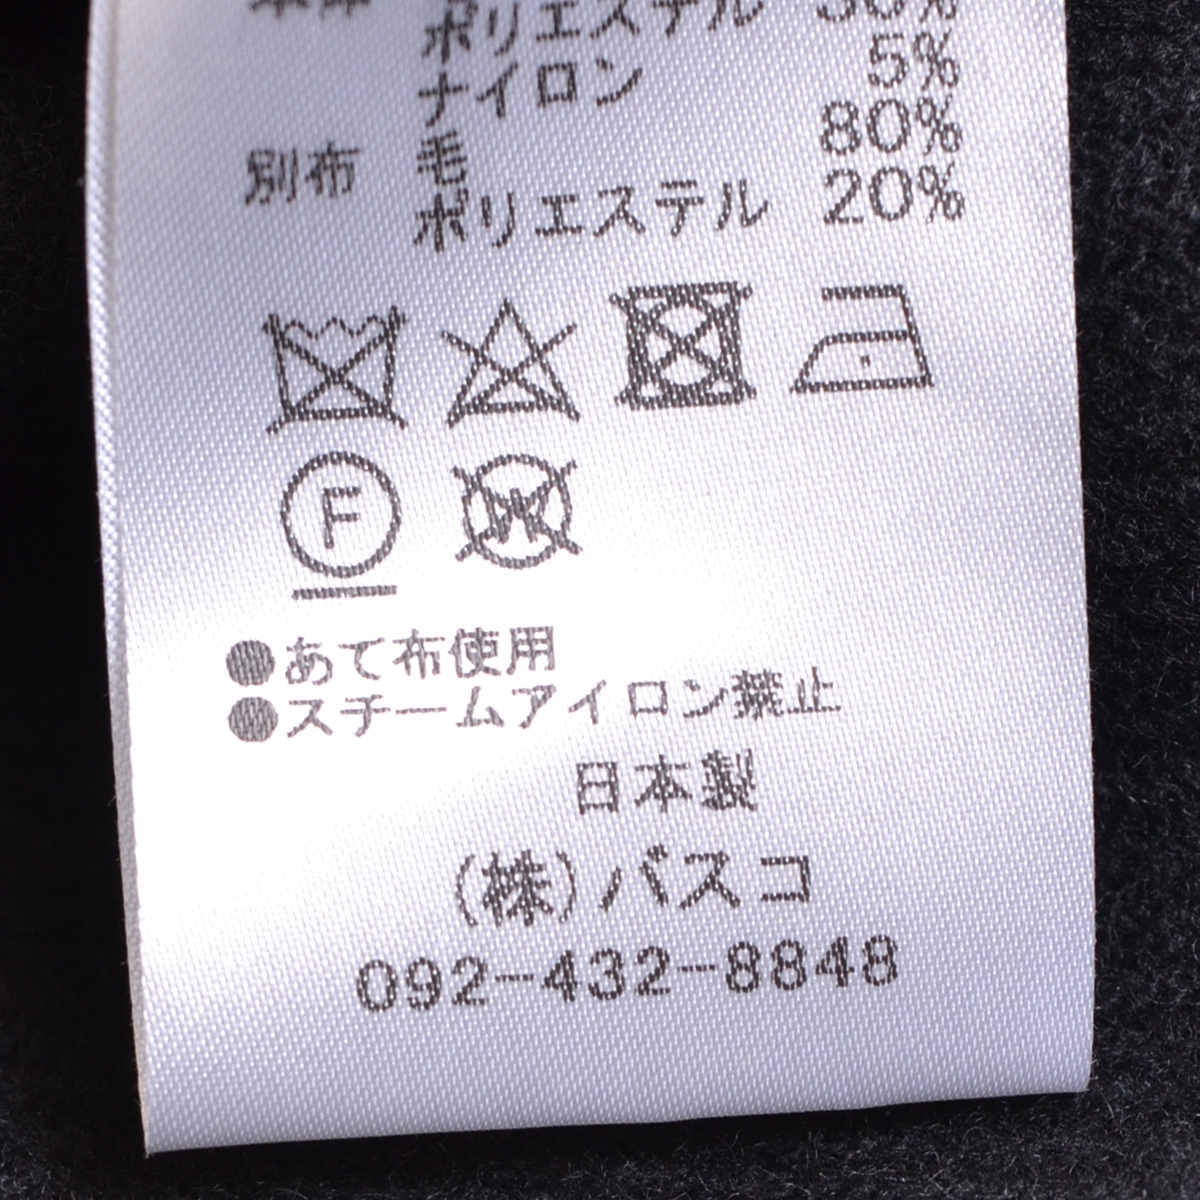 ポリエステル 30%
ナイロン 5%
別布 毛 80%
ポリエステル 20%
F
W
●あて布使用
●スチームアイロン禁止
日本製
(株)バスコ
092-432-8848